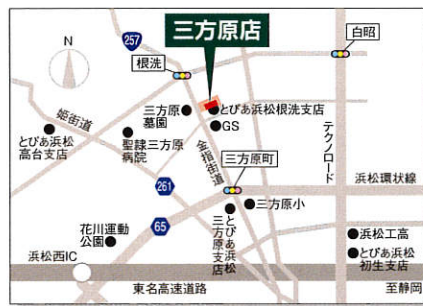 三方原店
白昭
257
N
根洗
三方原
墓園
とぴあ浜松根洗支店
GS
姫街道
とぴあ浜松
高台支店
聖隷三方原
病院
金指街道
テクノロード
三方原町
浜松環状線
261
三方原小
とぴあ浜松
三方原支店
65
花川運動
公園
浜松工高
とぴあ浜松
初生支店
浜松西IC
東名高速道路
至静岡